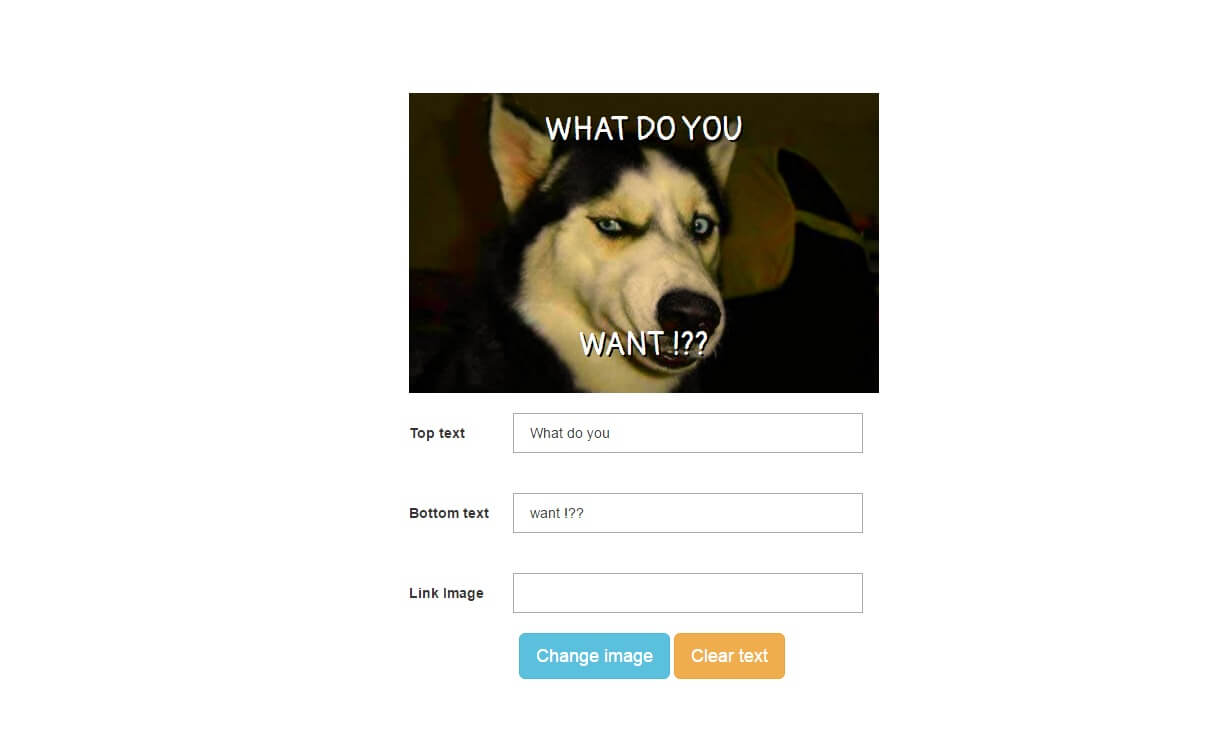 WHAT DO YOU
WANT !??
Top text
What do you
Bottom text
want !??
Link Image
Change image
Clear text